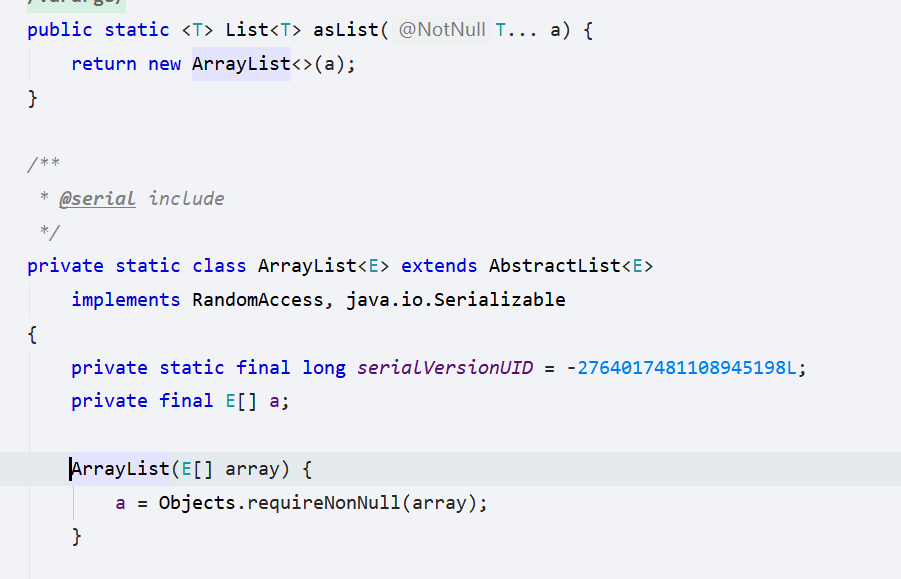 public static <T> List<T> asList( @NotNull T... a) {
return new ArrayList<>(a);
}
/**
* @serial include
*/
private static class ArrayList<E> extends AbstractList<E>
implements RandomAccess, java.io.Serializable
{
private static final long serialVersionUID = -2764017481108945198L;
private final E[] a;
ArrayList(E[] array) {
a = Objects.requireNonNull(array);
}